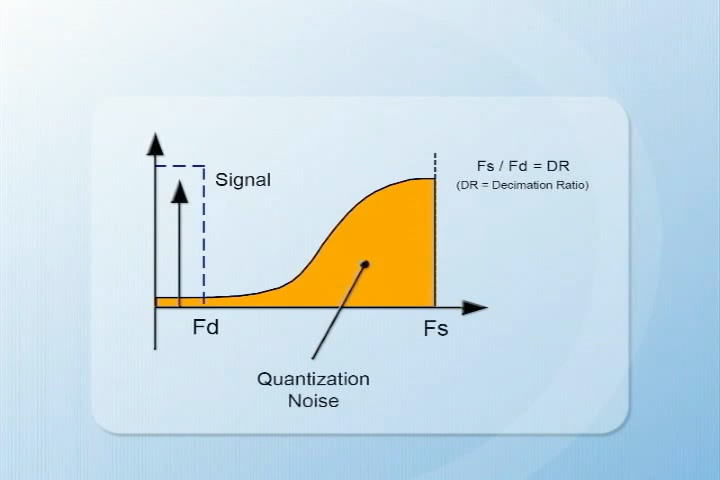 Fs / Fd = DR
(DR = Decimation Ratio)
Signal
Fd
Fs
Quantization
Noise